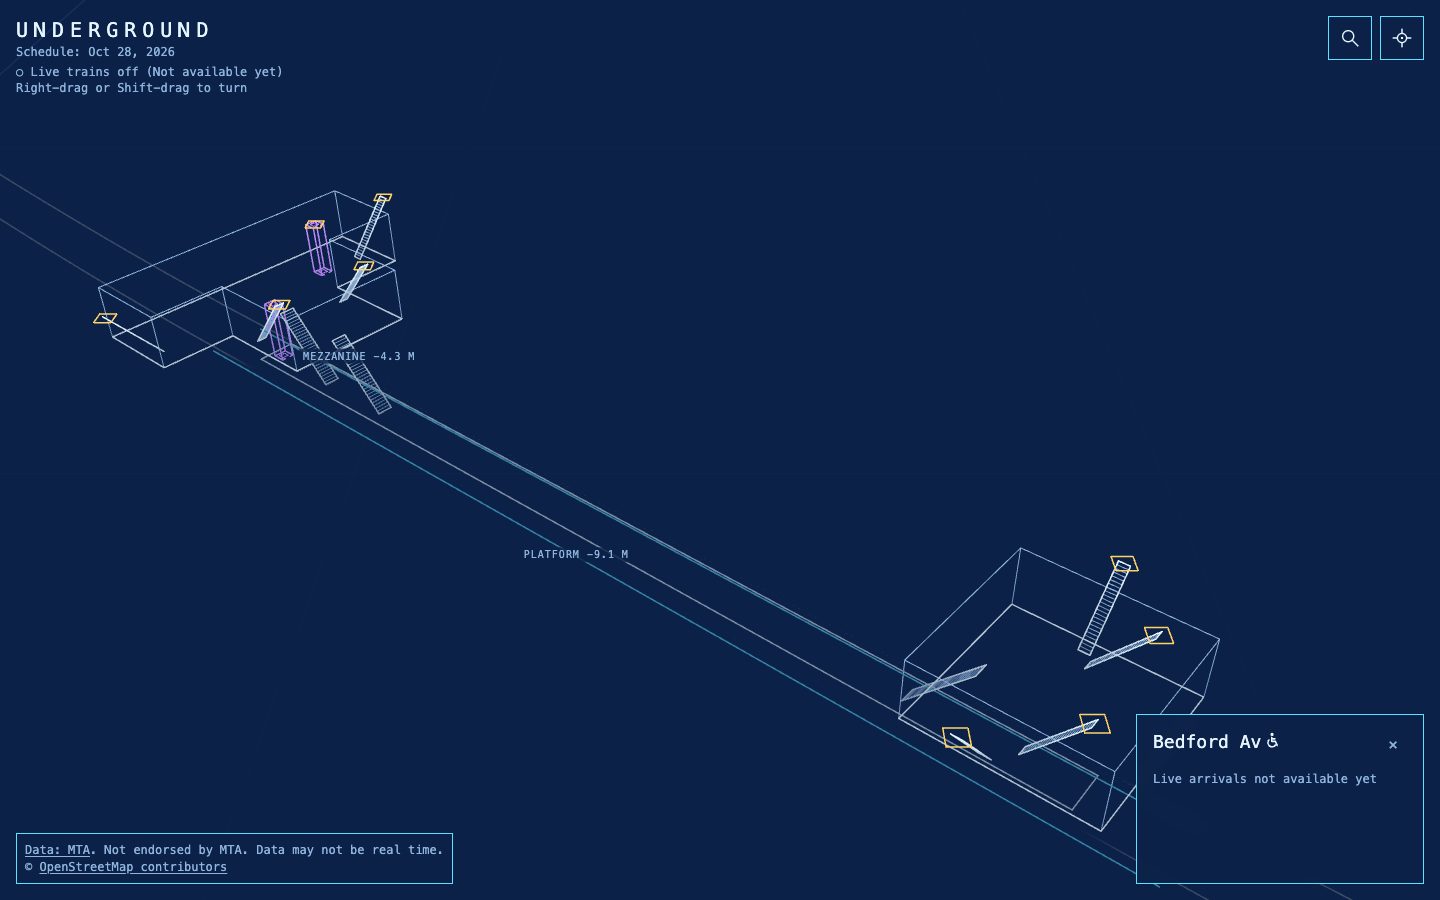 UNDERGROUND
Schedule: Oct 28, 2026
○ Live trains off (Not available yet)
Right-drag or Shift-drag to turn
MEZZANINE −4.3 M
PLATFORM −9.1 M
Bedford Av ♿ ×
Live arrivals not available yet
Data: MTA. Not endorsed by MTA. Data may not be real time.
© OpenStreetMap contributors